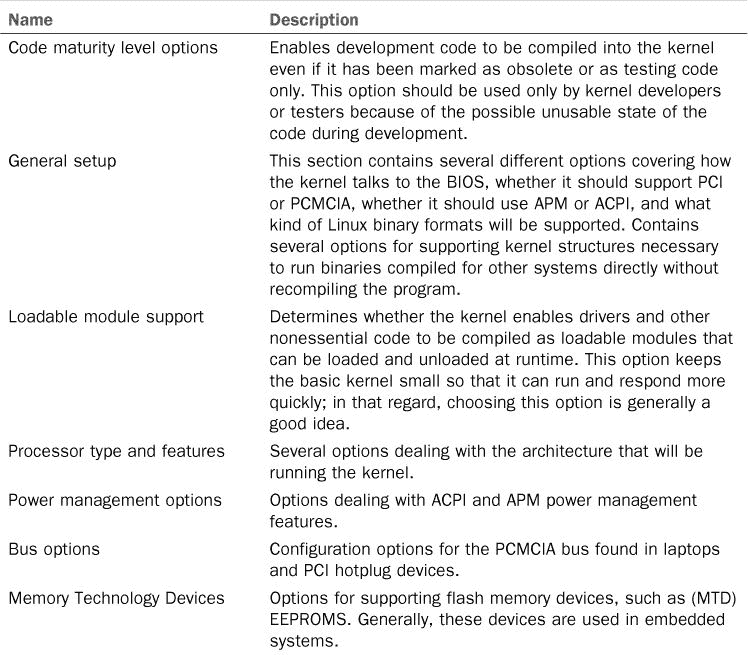 Name Description
Code maturity level options Enables development code to be compiled into the kernel
even if it has been marked as obsolete or as testing code
only. This option should be used only by kernel developers
or testers because of the possible unusable state of the
code during development.
General setup This section contains several different options covering how
the kernel talks to the BIOS, whether it should support PCI
or PCMCIA, whether it should use APM or ACPI, and what
kind of Linux binary formats will be supported. Contains
several options for supporting kernel structures necessary
to run binaries compiled for other systems directly without
recompiling the program.
Loadable module support Determines whether the kernel enables drivers and other
nonessential code to be compiled as loadable modules that
can be loaded and unloaded at runtime. This option keeps
the basic kernel small so that it can run and respond more
quickly; in that regard, choosing this option is generally a
good idea.
Processor type and features Several options dealing with the architecture that will be
running the kernel.
Power management options Options dealing with ACPI and APM power management
features.
Bus options Configuration options for the PCMCIA bus found in laptops
and PCI hotplug devices.
Memory Technology Devices Options for supporting flash memory devices, such as (MTD)
EEPROMS. Generally, these devices are used in embedded
systems.